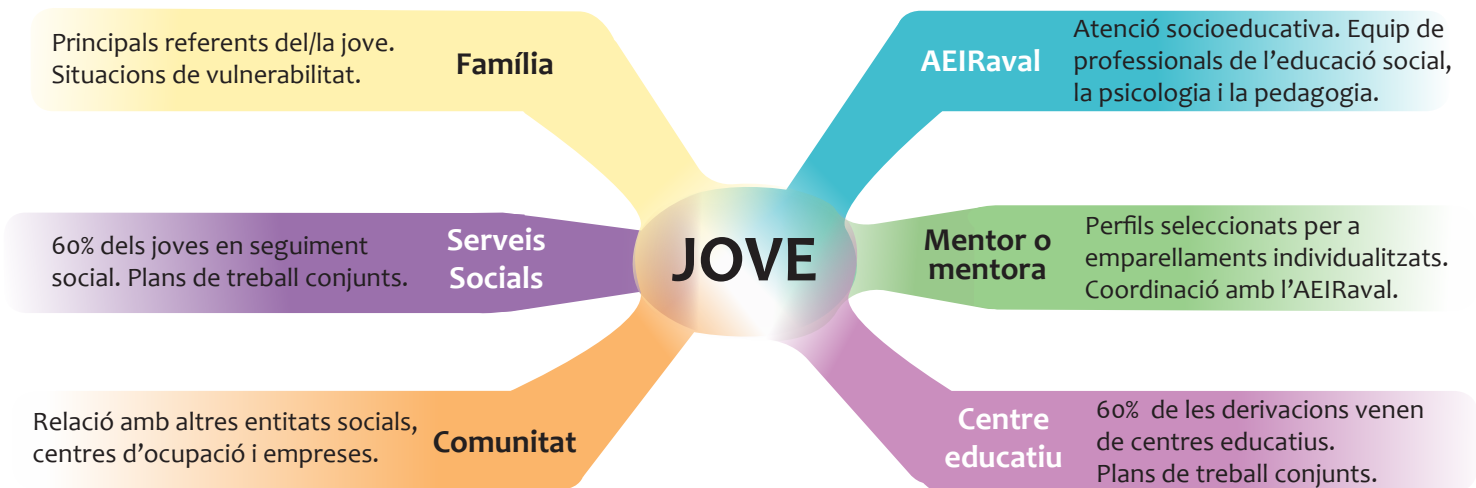 Principals referents del/la jove.
Situacions de vulnerabilitat.
Família
AEIRaval
Atenció socioeducativa. Equip de
professionals de l’educació social,
la psicologia i la pedagogia.
60% dels joves en seguiment
social. Plans de treball conjunts.
Serveis
Socials
JOVE
Mentor o
mentora
Perfils seleccionats per a
emparellaments individualitzats.
Coordinació amb l’AEIRaval.
Relació amb altres entitats socials,
centres d’ocupació i empreses.
Comunitat
Centre
educatiu
60% de les derivacions venen
de centres educatius.
Plans de treball conjunts.